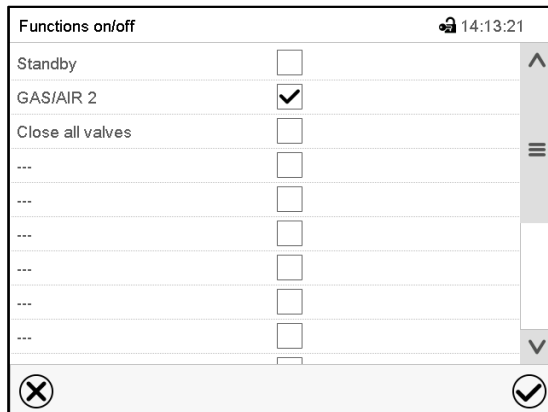 Functions on/off 14:13:21
Standby
GAS/AIR 2
Close all valves
---
---
---
---
---
---